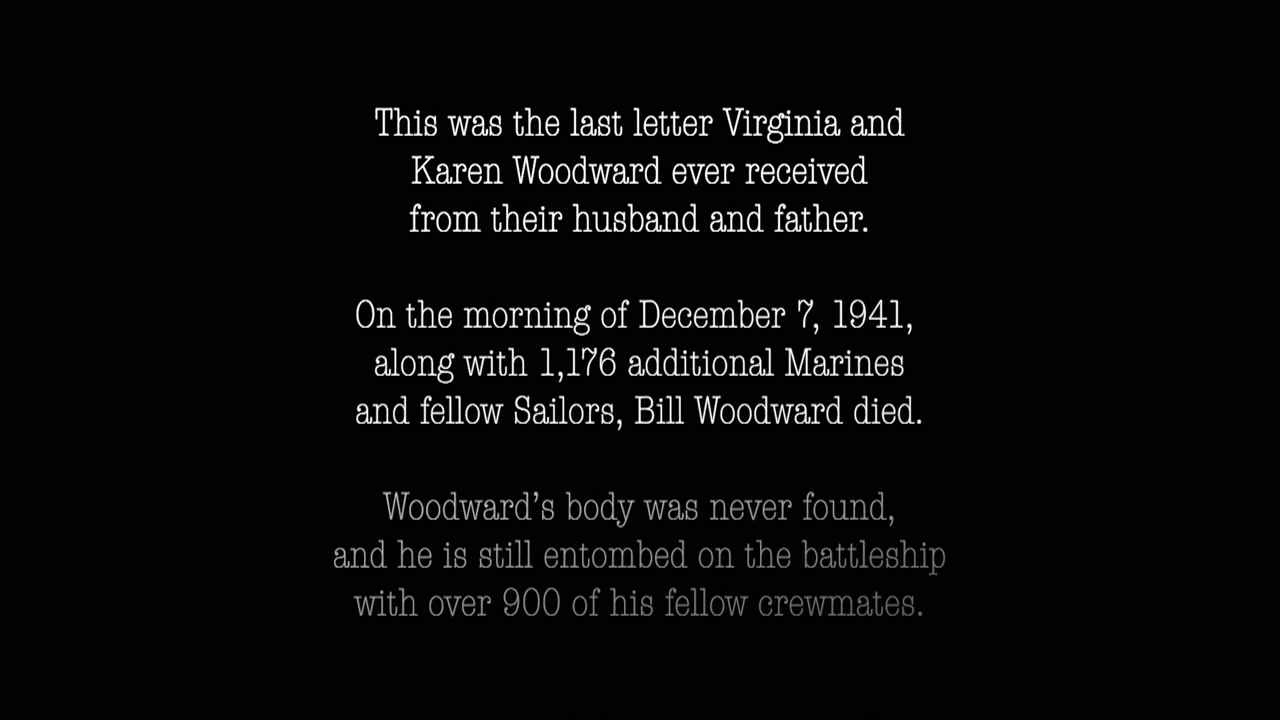 This was the last letter Virginia and
Karen Woodward ever received
from their husband and father.
On the morning of December 7, 1941,
along with 1,176 additional Marines
and fellow Sailors, Bill Woodward died.
Woodward’s body was never found,
and he is still entombed on the battleship
with over 900 of his fellow crewmates.